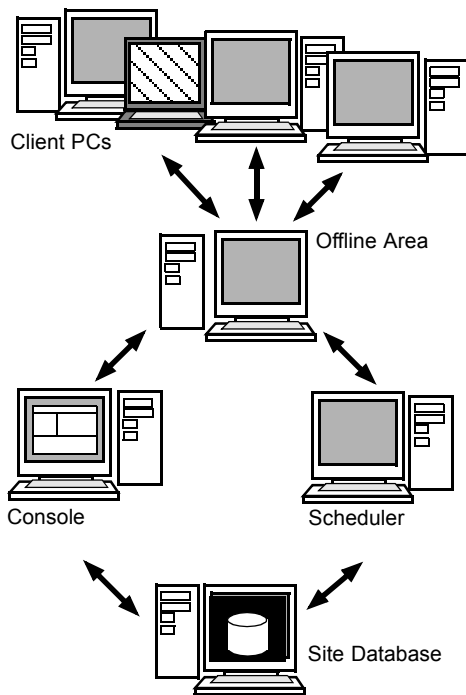 Client PCs
Offline Area
Console
Scheduler
Site Database